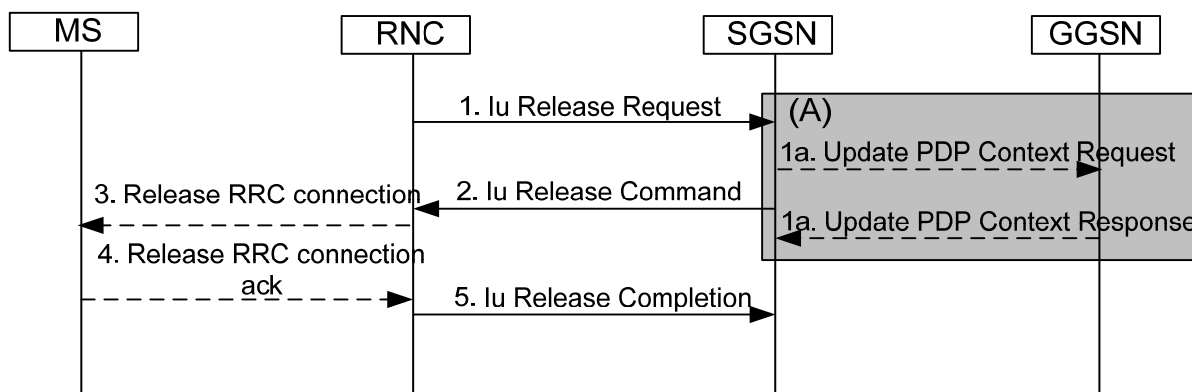 MS
RNC
SGSN
GGSN
1. Iu Release Request
(A)
1a. Update PDP Context Request
3. Release RRC connection
2. Iu Release Command
1a. Update PDP Context Response
4. Release RRC connection
ack
5. Iu Release Completion